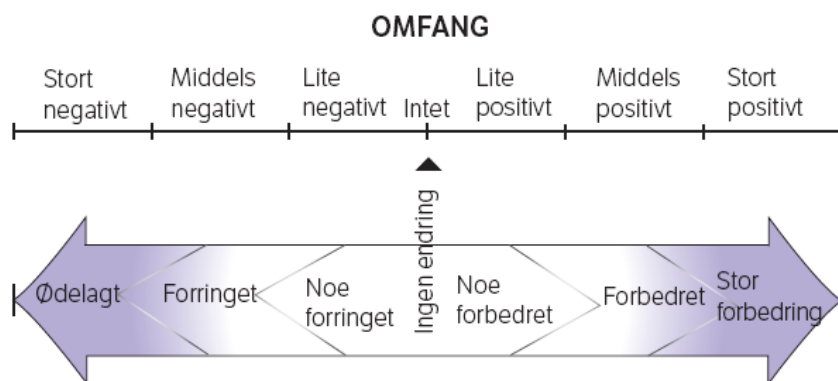 OMFANG
Stort negativt
Middels negativt
Lite negativt
Intet
Lite positivt
Middels positivt
Stort positivt
Ødelagt
Forringet
Noe forringet
Ingen endring
Noe forbedret
Forbedret
Stor forbedring